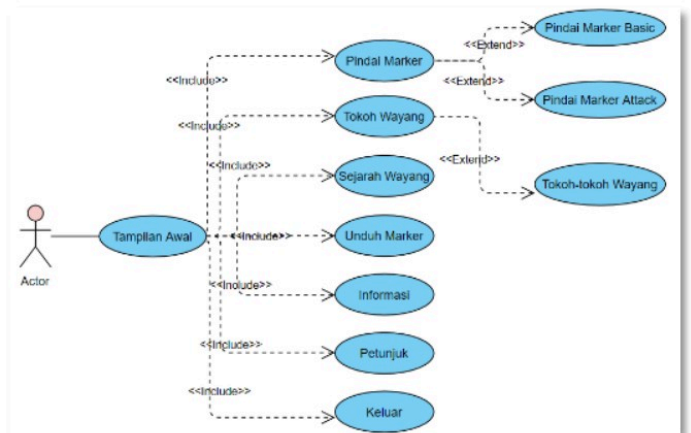 Pindai Marker Basic
<<Extend>>
Pindai Marker
<<Include>>
<<Extend>>
Pindai Marker Attack
Tokoh Wayang
<<Include>>
<<Include>>
<<Extend>>
Sejarah Wayang
Tokoh-tokoh Wayang
Tampilan Awal
<<Include>>
Unduh Marker
Actor
<<Include>>
Informasi
<<Include>>
Petunjuk
<<Include>>
Keluar